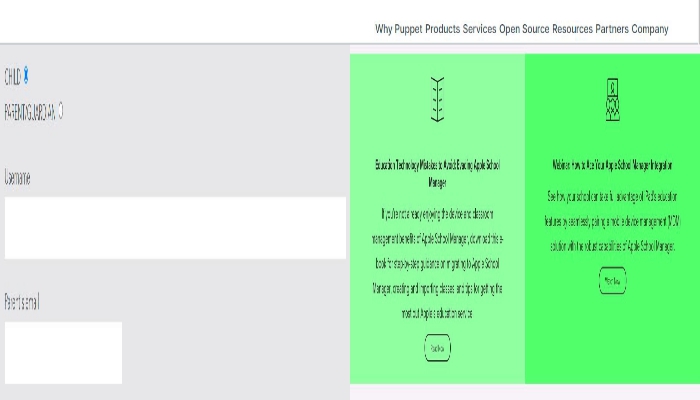 Why Puppet Products Services Open Source Resources Partners Company
CHILD
PARENT/GUARDIAN
Username
Parent's email
Education Technology Mistakes to Avoid: Evading Apple School
Manager
If you're not already enjoying the device and classroom
management benefits of Apple School Manager, download this e-
book for step-by-step guidance on migrating to Apple School
Manager, creating and importing classes and tips for getting the
most out Apple's education service.
Read Now
Webinar: How to Ace Your Apple School Manager Integration
See how your school can take full advantage of iPad's education
features by seamlessly pairing a mobile device management (MDM)
solution with the robust capabilities of Apple School Manager.
Watch Now